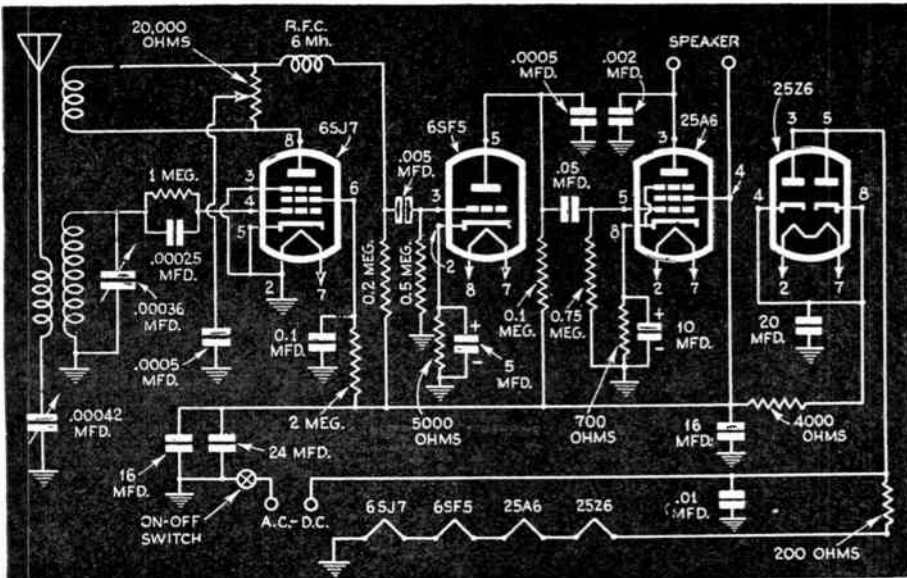 20,000
OHMS
R.F.C.
6 Mh.
SPEAKER
.0005
MFD.
.002
MFD.
25Z6
3 5
8
6SJ7
6SF5
5
25A6
3
1 MEG.
3
4
5
6
.005
MFD.
3
.05
MFD.
5
8
4
4
8
.00025
MFD.
2
7
0.2 MEG.
0.5 MEG.
2
8
7
0.1
MEG.
0.75
MEG.
2
7
2
7
.00036
MFD.
.0005
MFD.
0.1
MFD.
+
-
5
MFD.
+
-
10
MFD.
20
MFD.
.00042
MFD.
2 MEG.
5000
OHMS
700
OHMS
16
MFD.
4000
OHMS
16
MFD.
24 MFD.
ON-OFF
SWITCH
A.C.-D.C.
6SJ7 6SF5 25A6 25Z6
.01
MFD.
200 OHMS